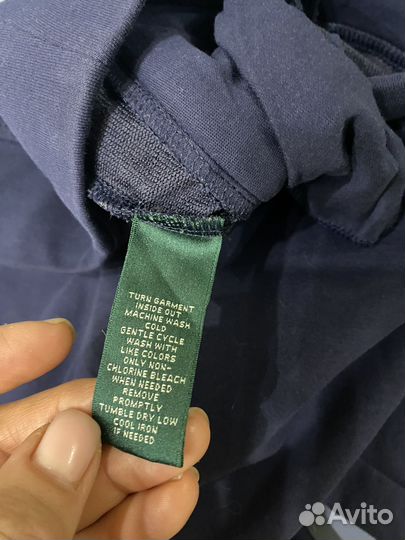 TURN GARMENT
INSIDE OUT
MACHINE WASH
COLD
GENTLE CYCLE
WASH WITH
LIKE COLORS
ONLY NON-
CHLORINE BLEACH
WHEN NEEDED
REMOVE
PROMPTLY
TUMBLE DRY LOW
COOL IRON
IF NEEDED
Avito